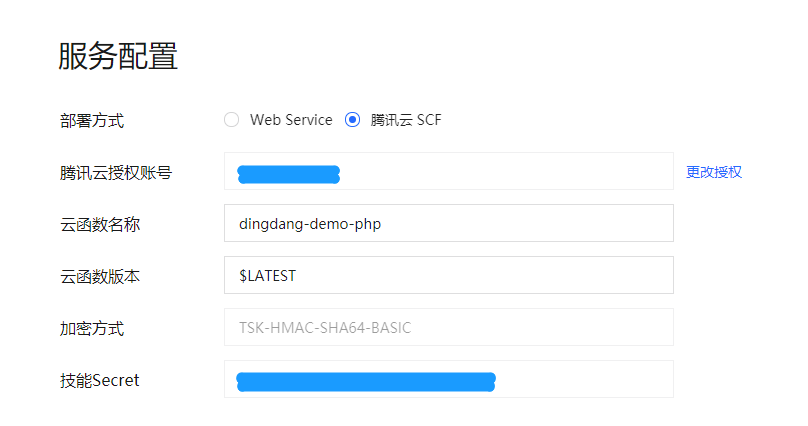 服务配置
部署方式 Web Service 腾讯云 SCF
腾讯云授权账号 更改授权
云函数名称 dingdang-demo-php
云函数版本 $LATEST
加密方式 TSK-HMAC-SHA64-BASIC
技能Secret